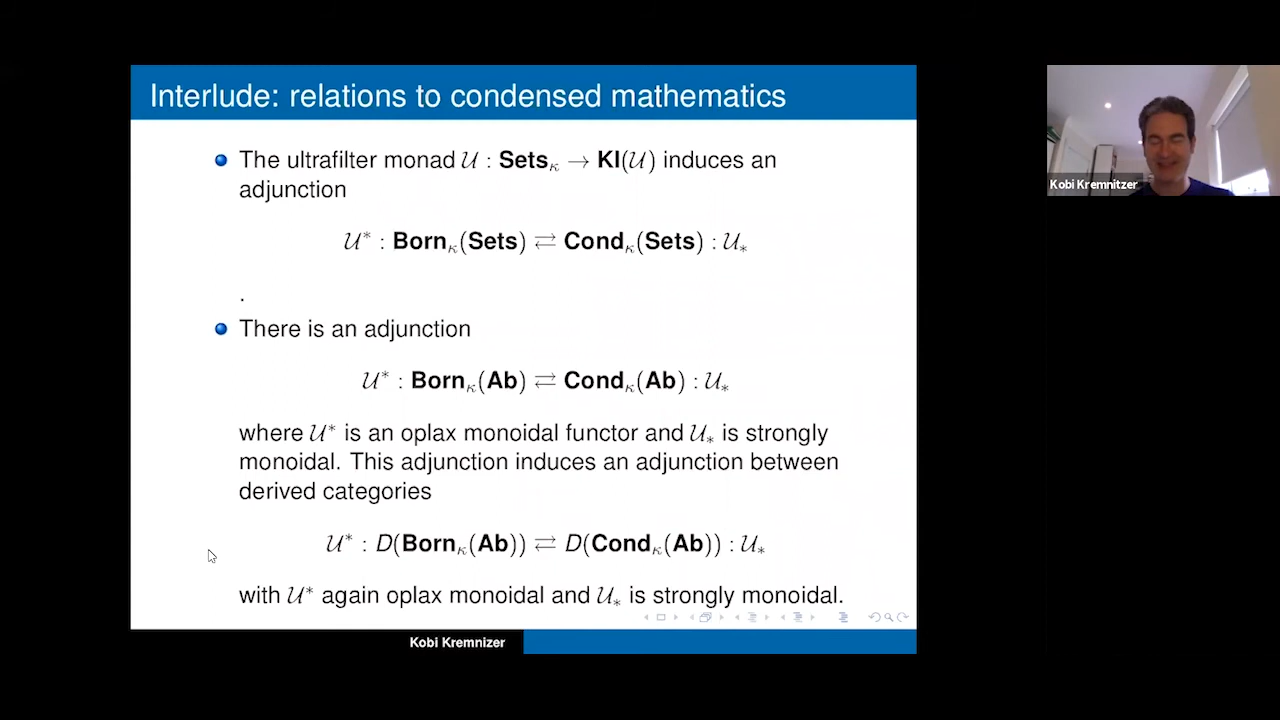 Interlude: relations to condensed mathematics
The ultrafilter monad 𝒰 : Sets_κ → Kl(𝒰) induces an
adjunction
𝒰* : Born_κ(Sets) ⇄ Cond_κ(Sets) : 𝒰_*
.
There is an adjunction
𝒰* : Born_κ(Ab) ⇄ Cond_κ(Ab) : 𝒰_*
where 𝒰* is an oplax monoidal functor and 𝒰_* is strongly
monoidal. This adjunction induces an adjunction between
derived categories
𝒰* : D(Born_κ(Ab)) ⇄ D(Cond_κ(Ab)) : 𝒰_*
with 𝒰* again oplax monoidal and 𝒰_* is strongly monoidal.
Kobi Kremnizer
Kobi Kremnitzer